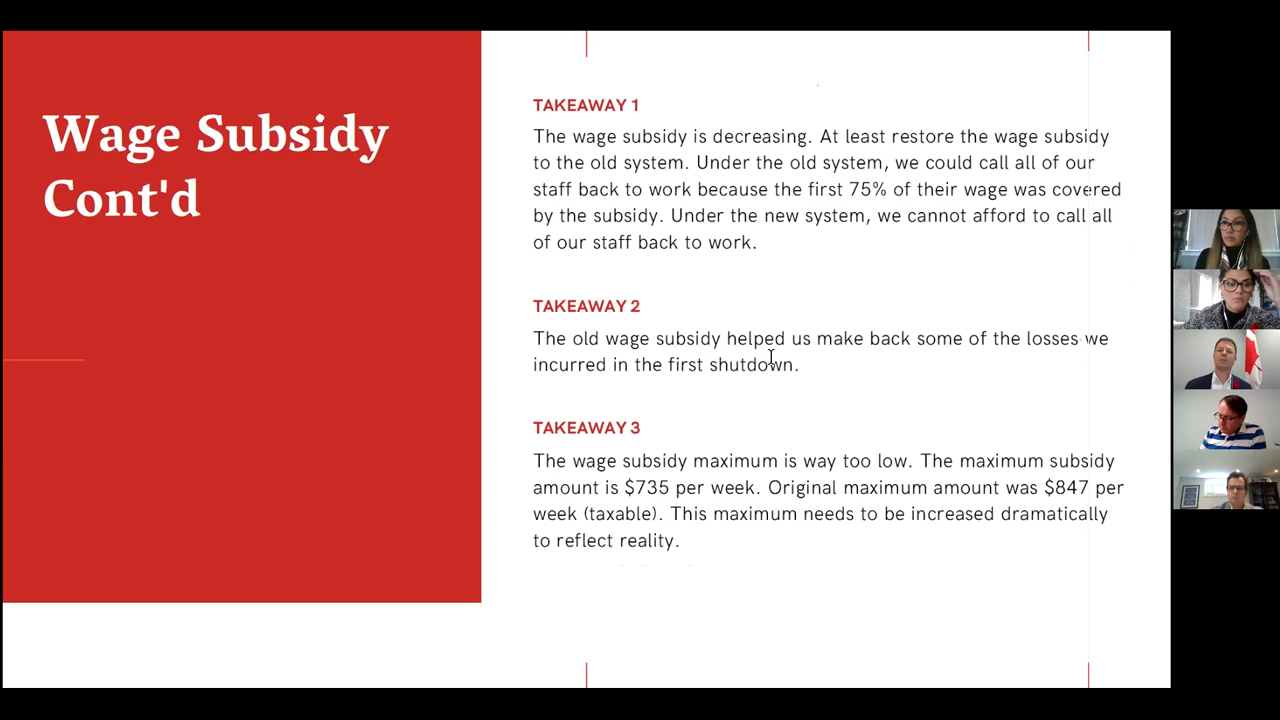 Wage Subsidy
Cont'd
TAKEAWAY 1
The wage subsidy is decreasing. At least restore the wage subsidy
to the old system. Under the old system, we could call all of our
staff back to work because the first 75% of their wage was covered
by the subsidy. Under the new system, we cannot afford to call all
of our staff back to work.
TAKEAWAY 2
The old wage subsidy helped us make back some of the losses we
incurred in the first shutdown.
TAKEAWAY 3
The wage subsidy maximum is way too low. The maximum subsidy
amount is $735 per week. Original maximum amount was $847 per
week (taxable). This maximum needs to be increased dramatically
to reflect reality.